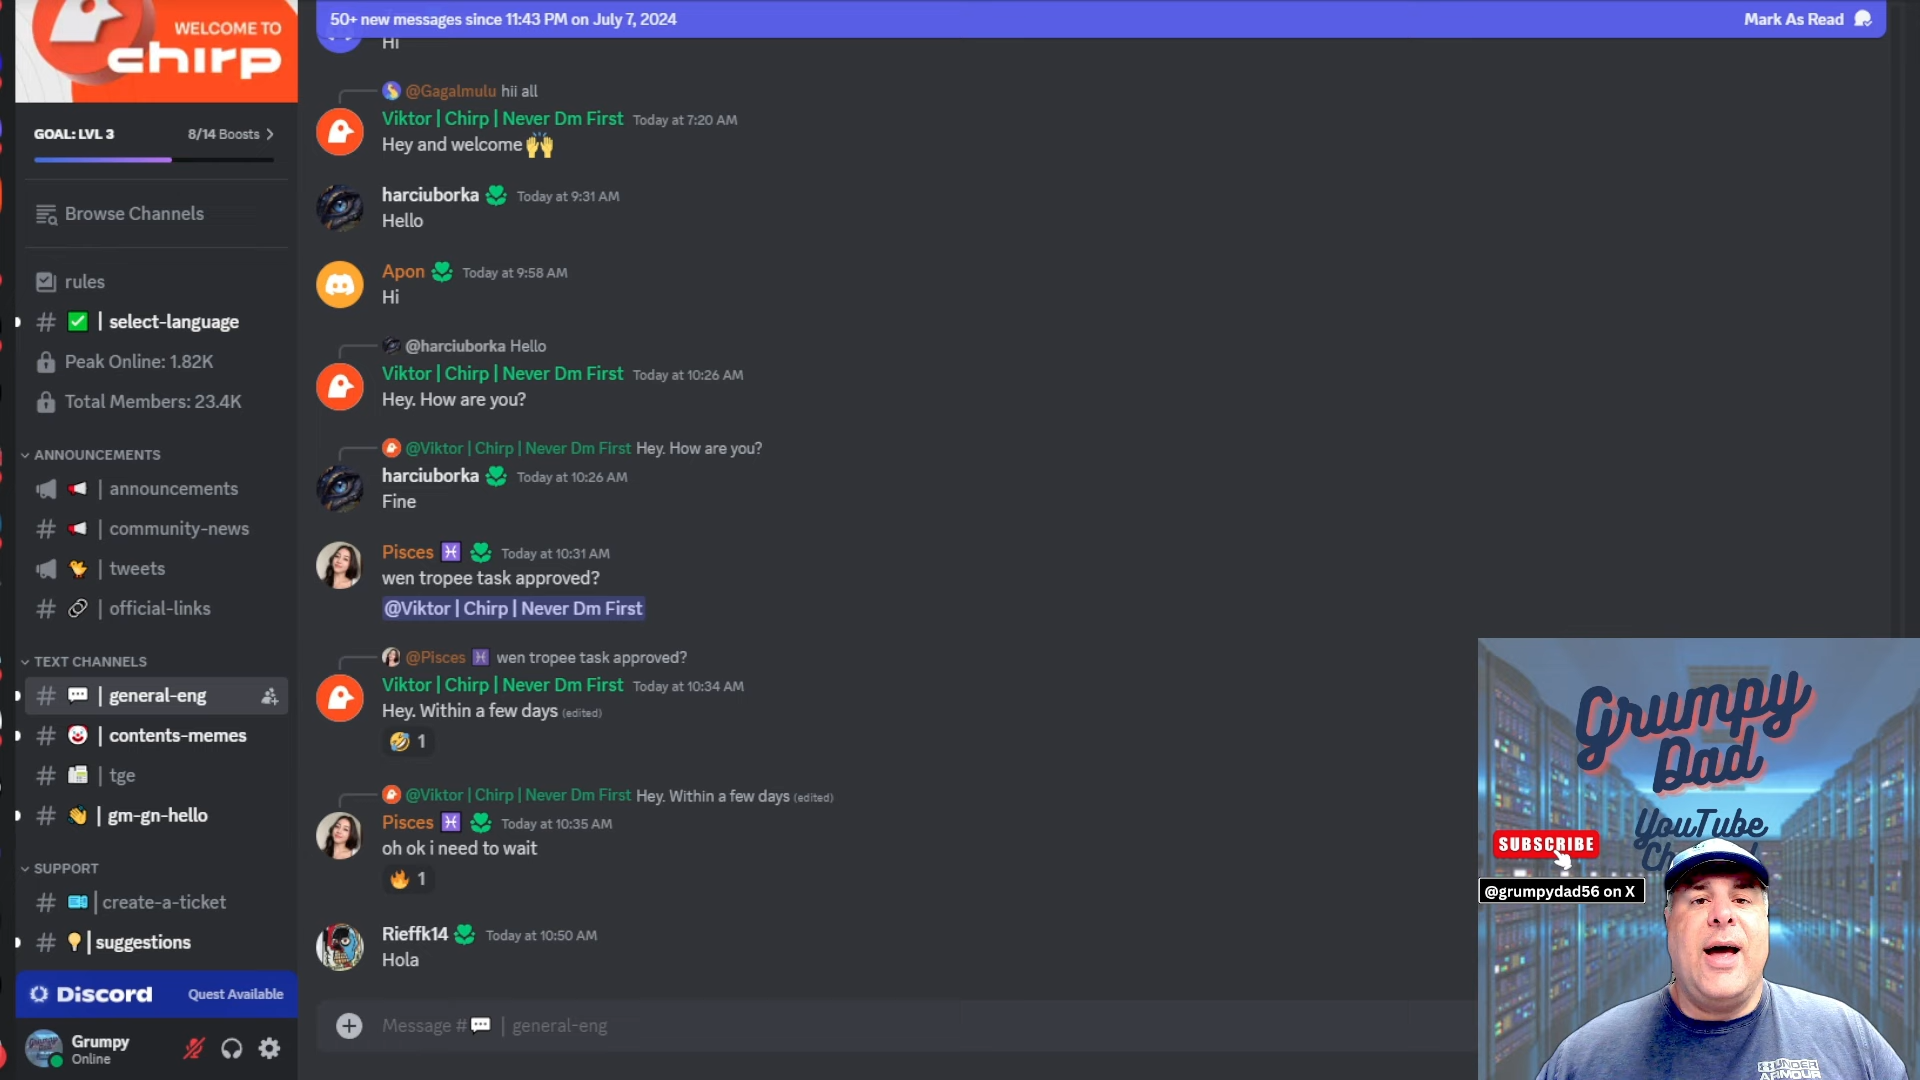 WELCOME TO
chirp
GOAL: LVL 3 8/14 Boosts
Browse Channels
rules
# | select-language
Peak Online: 1.82K
Total Members: 23.4K
ANNOUNCEMENTS
| announcements
# | community-news
| tweets
# | official-links
TEXT CHANNELS
# | general-eng
# | contents-memes
# | tge
# | gm-gn-hello
SUPPORT
# | create-a-ticket
# | suggestions
Discord Quest Available
Grumpy
Online
50+ new messages since 11:43 PM on July 7, 2024 Mark As Read
Hi
@Gagalmulu hii all
Viktor | Chirp | Never Dm First Today at 7:20 AM
Hey and welcome 🙌
harciuborka Today at 9:31 AM
Hello
Apon Today at 9:58 AM
Hi
@harciuborka Hello
Viktor | Chirp | Never Dm First Today at 10:26 AM
Hey. How are you?
@Viktor | Chirp | Never Dm First Hey. How are you?
harciuborka Today at 10:26 AM
Fine
Pisces ♓ Today at 10:31 AM
wen tropee task approved?
@Viktor | Chirp | Never Dm First
@Pisces ♓ wen tropee task approved?
Viktor | Chirp | Never Dm First Today at 10:34 AM
Hey. Within a few days (edited)
🤣 1
@Viktor | Chirp | Never Dm First Hey. Within a few days (edited)
Pisces ♓ Today at 10:35 AM
oh ok i need to wait
🔥 1
Rieffk14 Today at 10:50 AM
Hola
Message # 💬 | general-eng
Grumpy
Dad
YouTube
SUBSCRIBE
@grumpydad56 on X
UNDER
ARMOUR